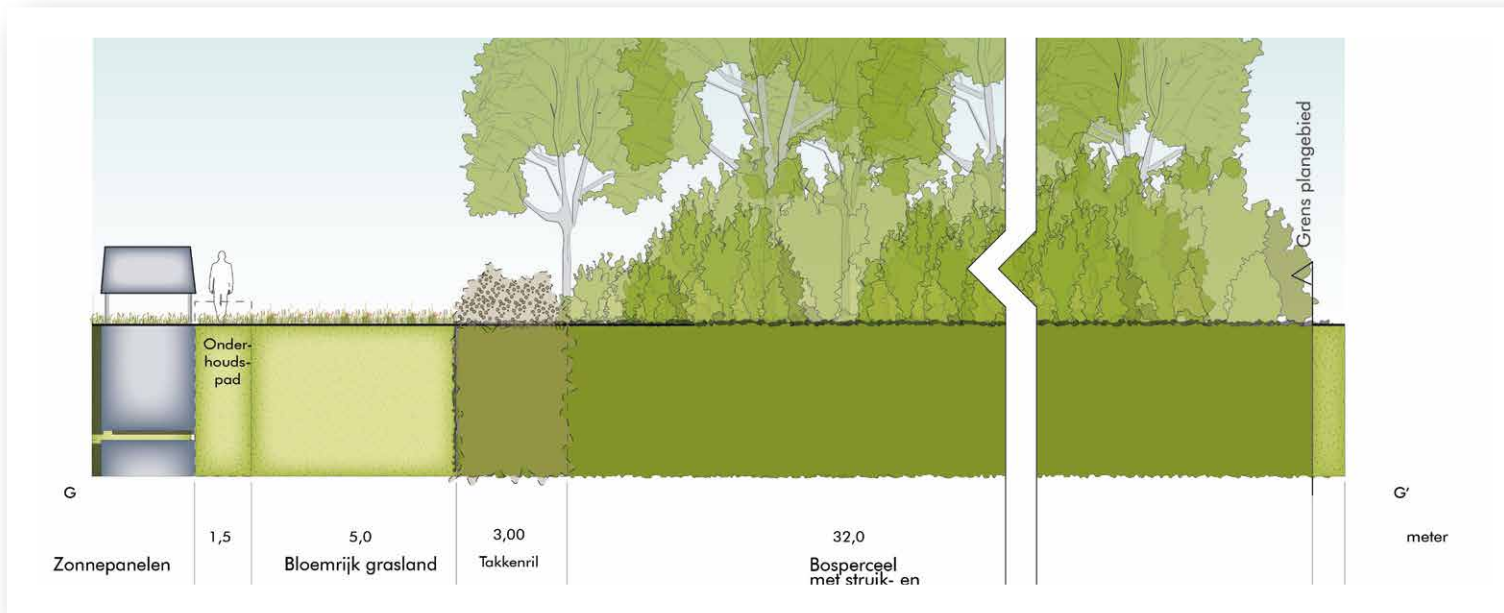 Grens plangebied
Onder-
houds-
pad
G
G'
1,5
5,0
3,00
32,0
meter
Zonnepanelen
Bloemrijk grasland
Takkenril
Bosperceel
met struik- en